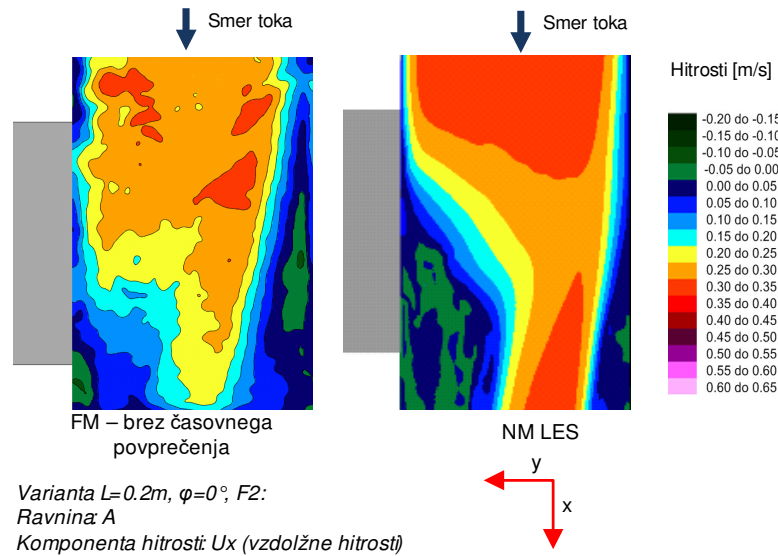 Smer toka
Smer toka
Hitrosti [m/s]
-0.20 do -0.15
-0.15 do -0.10
-0.10 do -0.05
-0.05 do 0.00
0.00 do 0.05
0.05 do 0.10
0.10 do 0.15
0.15 do 0.20
0.20 do 0.25
0.25 do 0.30
0.30 do 0.35
0.35 do 0.40
0.40 do 0.45
0.45 do 0.50
0.50 do 0.55
0.55 do 0.60
0.60 do 0.65
FM – brez časovnega
povprečenja
NM LES
y
x
Varianta L=0.2m, φ=0°, F2:
Ravnina: A
Komponenta hitrosti: Ux (vzdolžne hitrosti)